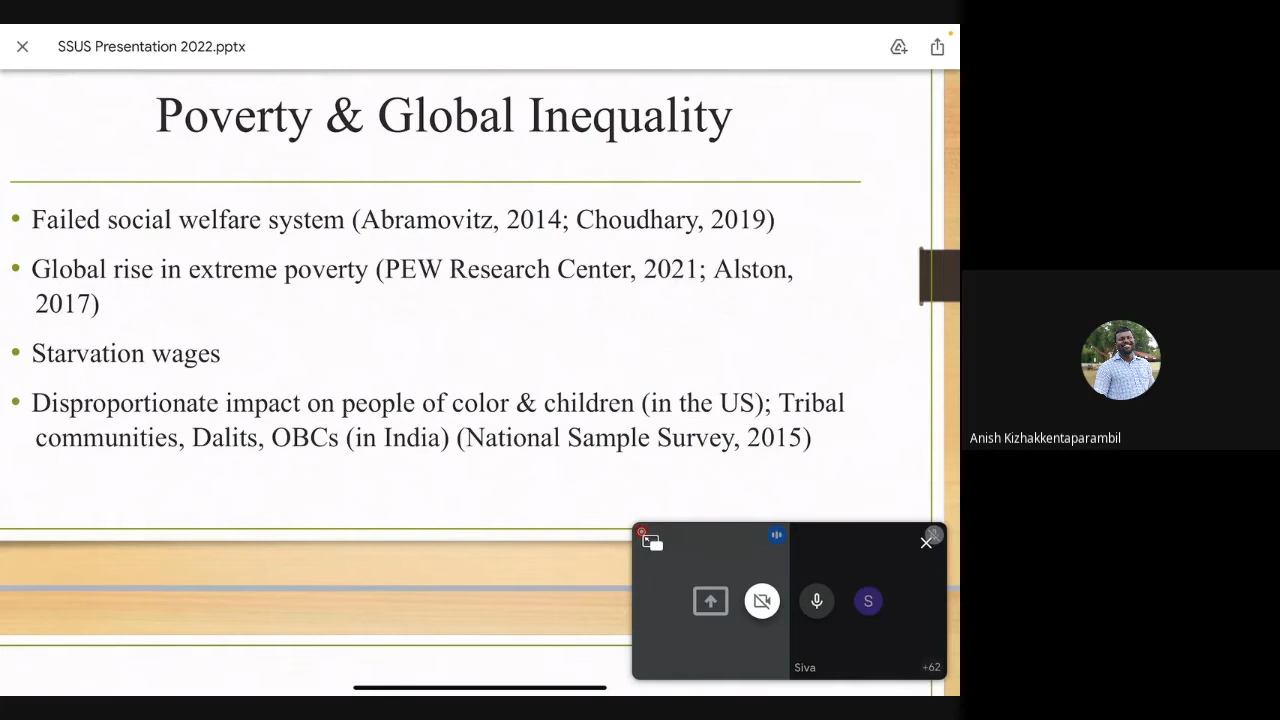 SSUS Presentation 2022.pptx
Poverty & Global Inequality
• Failed social welfare system (Abramovitz, 2014; Choudhary, 2019)
• Global rise in extreme poverty (PEW Research Center, 2021; Alston,
2017)
• Starvation wages
• Disproportionate impact on people of color & children (in the US); Tribal
communities, Dalits, OBCs (in India) (National Sample Survey, 2015)
Anish Kizhakkentaparambil
S
Siva
+62